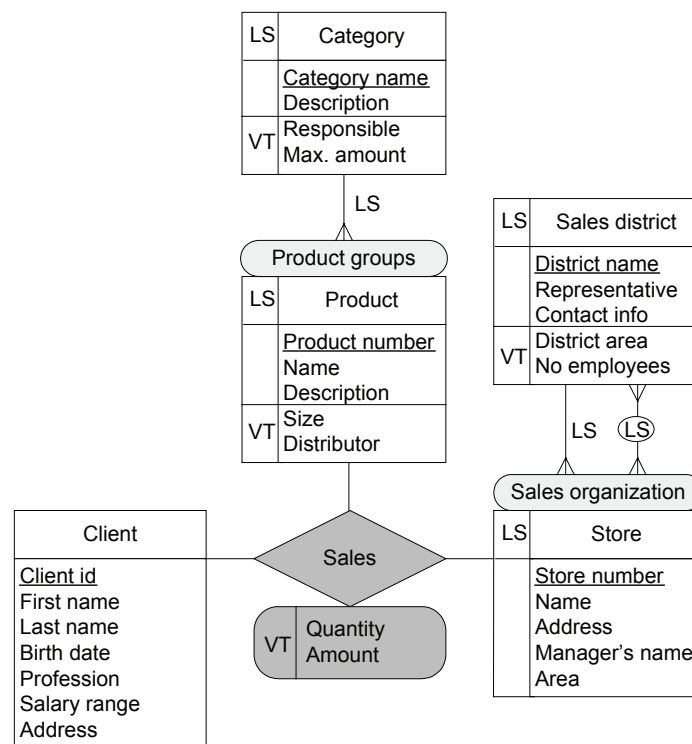 LS Category
Category name
Description
VT Responsible
Max. amount
LS
Product groups
LS Product
Product number
Name
Description
VT Size
Distributor
LS Sales district
District name
Representative
Contact info
VT District area
No employees
LS LS
Sales organization
LS Store
Store number
Name
Address
Manager's name
Area
Client
Client id
First name
Last name
Birth date
Profession
Salary range
Address
Sales
VT Quantity
Amount